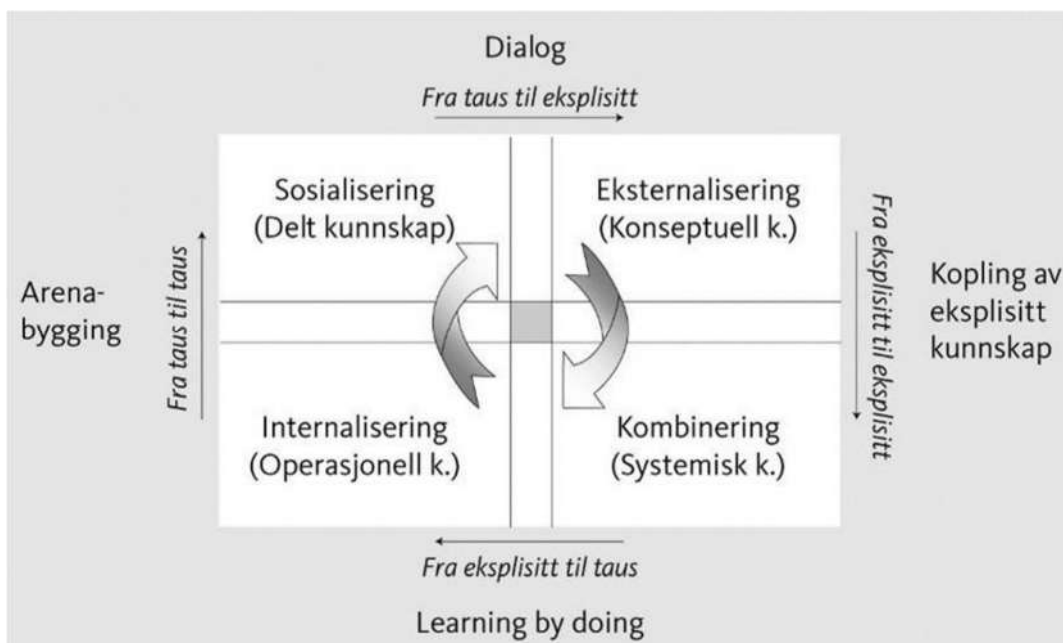 Dialog
Fra taus til eksplisitt
Sosialisering
(Delt kunnskap)
Eksternalisering
(Konseptuell k.)
Arena-
bygging
Fra taus til taus
Fra eksplisitt til eksplisitt
Kopling av
eksplisitt
kunnskap
Internalisering
(Operasjonell k.)
Kombinering
(Systemisk k.)
Fra eksplisitt til taus
Learning by doing